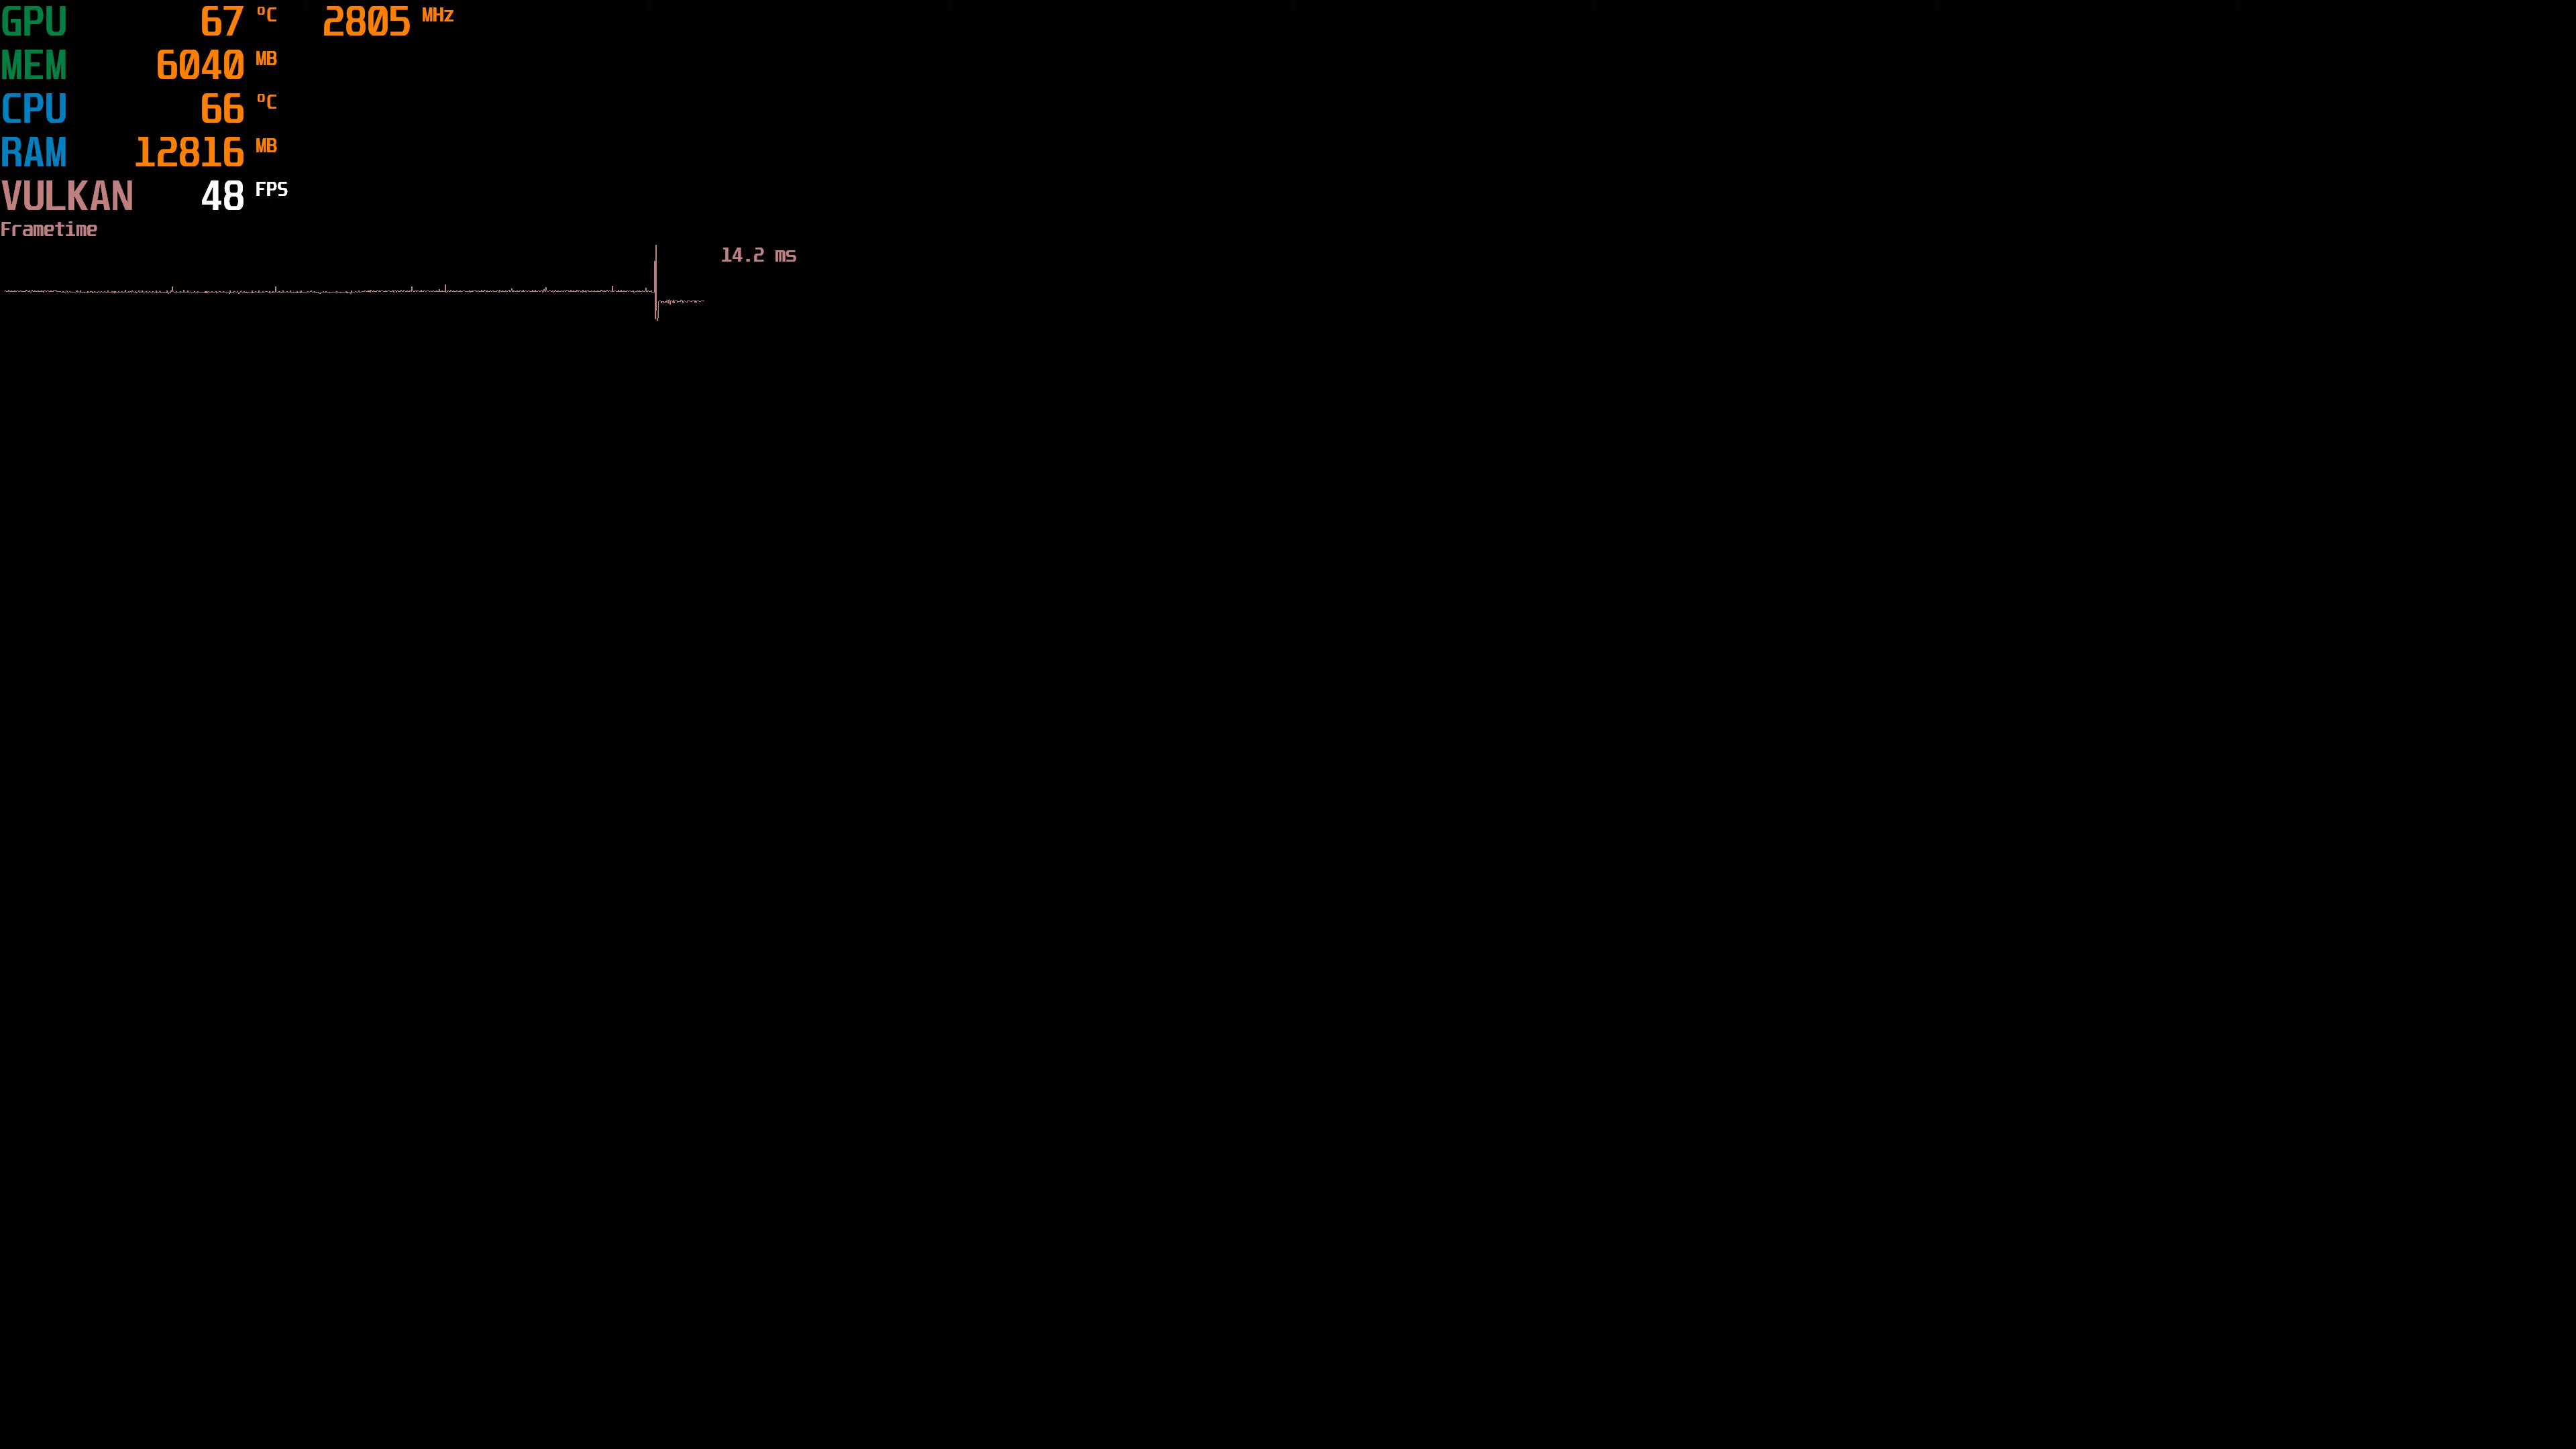 GPU 67 °C 2805 MHz
MEM 6040 MB
CPU 66 °C
RAM 12816 MB
VULKAN 48 FPS
Frametime
14.2 ms